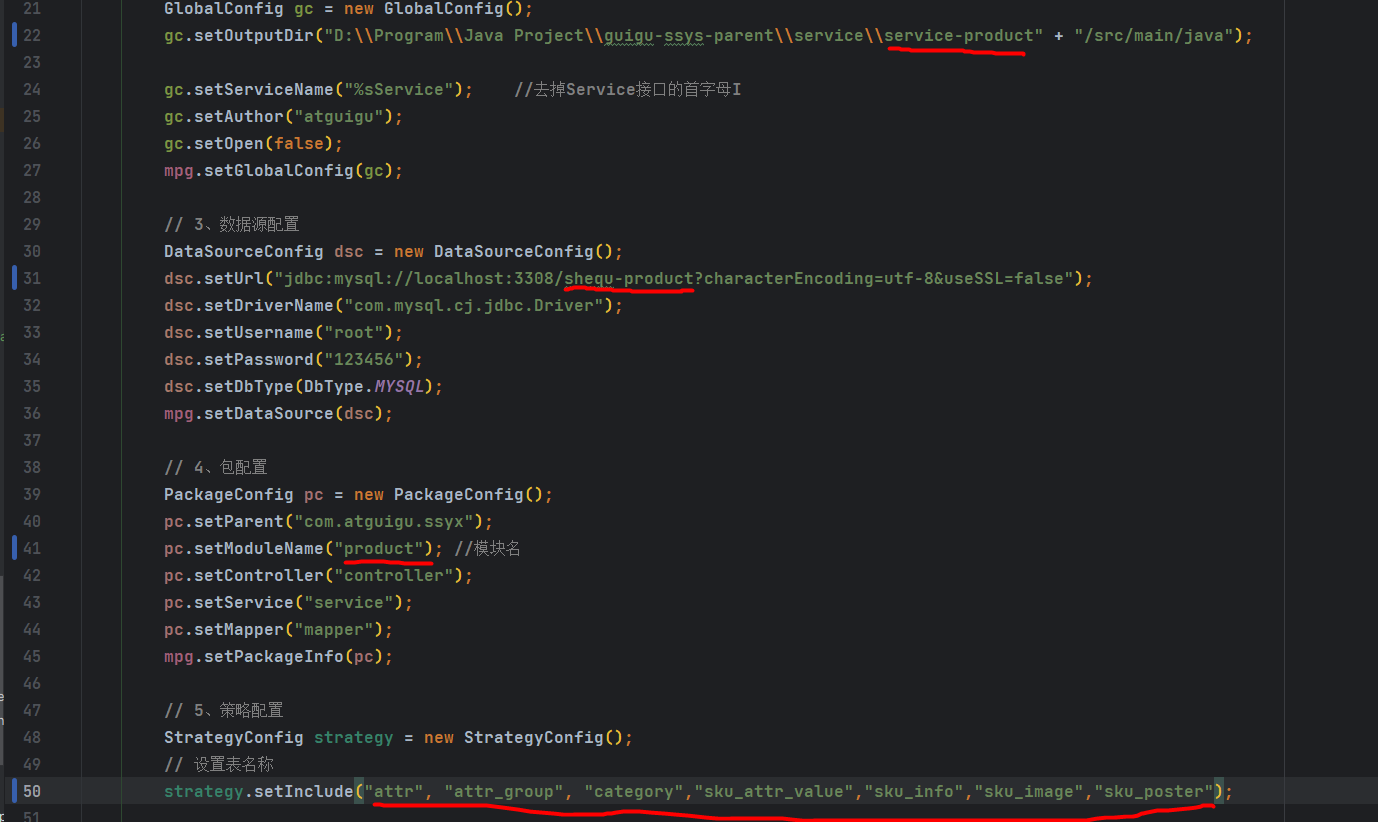 21 GlobalConfig gc = new GlobalConfig();
22 gc.setOutputDir("D:\\Program\\Java Project\\guigu-ssys-parent\\service\\service-product" + "/src/main/java");
23
24 gc.setServiceName("%sService");    //去掉Service接口的首字母I
25 gc.setAuthor("atguigu");
26 gc.setOpen(false);
27 mpg.setGlobalConfig(gc);
28
29 // 3、数据源配置
30 DataSourceConfig dsc = new DataSourceConfig();
31 dsc.setUrl("jdbc:mysql://localhost:3308/shequ-product?characterEncoding=utf-8&useSSL=false");
32 dsc.setDriverName("com.mysql.cj.jdbc.Driver");
33 dsc.setUsername("root");
34 dsc.setPassword("123456");
35 dsc.setDbType(DbType.MYSQL);
36 mpg.setDataSource(dsc);
37
38 // 4、包配置
39 PackageConfig pc = new PackageConfig();
40 pc.setParent("com.atguigu.ssyx");
41 pc.setModuleName("product"); //模块名
42 pc.setController("controller");
43 pc.setService("service");
44 pc.setMapper("mapper");
45 mpg.setPackageInfo(pc);
46
47 // 5、策略配置
48 StrategyConfig strategy = new StrategyConfig();
49 // 设置表名称
50 strategy.setInclude("attr", "attr_group", "category","sku_attr_value","sku_info","sku_image","sku_poster");
51